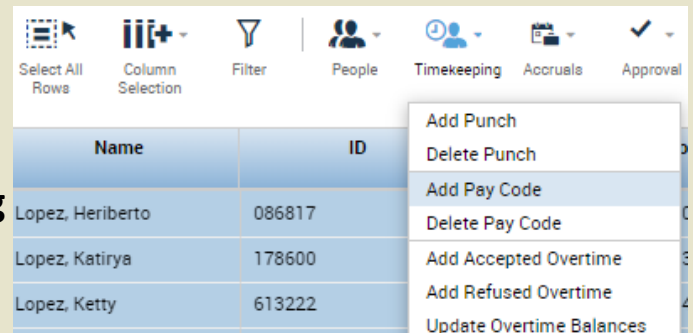 Select All Rows
Column Selection
Filter
People
Timekeeping
Accruals
Approval
Name
ID
Add Punch
Delete Punch
Add Pay Code
Delete Pay Code
Add Accepted Overtime
Add Refused Overtime
Update Overtime Balances
g
Lopez, Heriberto 086817
Lopez, Katirya 178600
Lopez, Ketty 613222